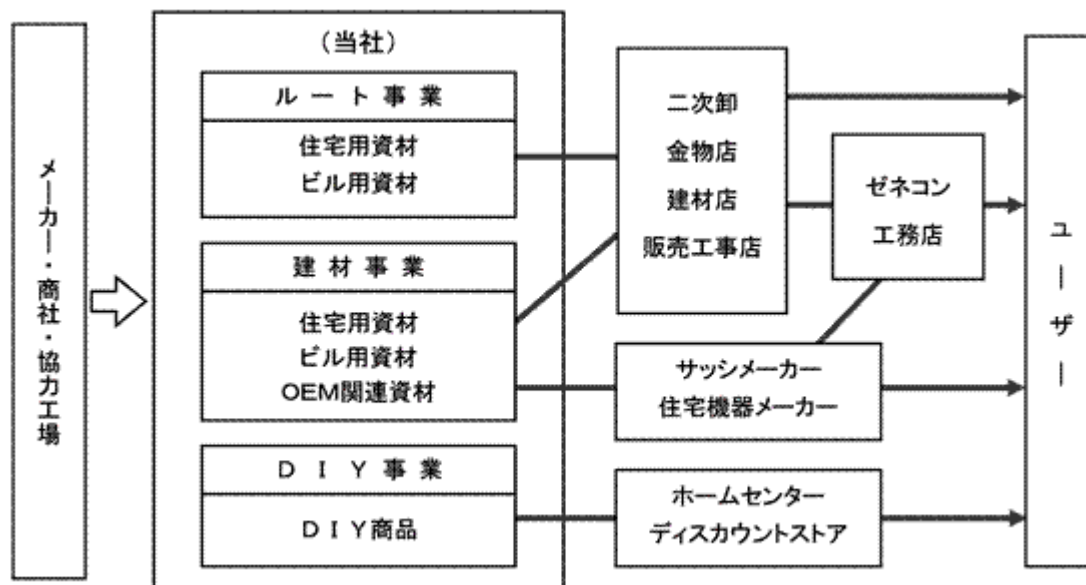 メーカー・商社・協力工場
（当社）
ルート事業
住宅用資材
ビル用資材
建材事業
住宅用資材
ビル用資材
OEM関連資材
ＤＩＹ事業
ＤＩＹ商品
二次卸
金物店
建材店
販売工事店
ゼネコン
工務店
サッシメーカー
住宅機器メーカー
ホームセンター
ディスカウントストア
ユーザー